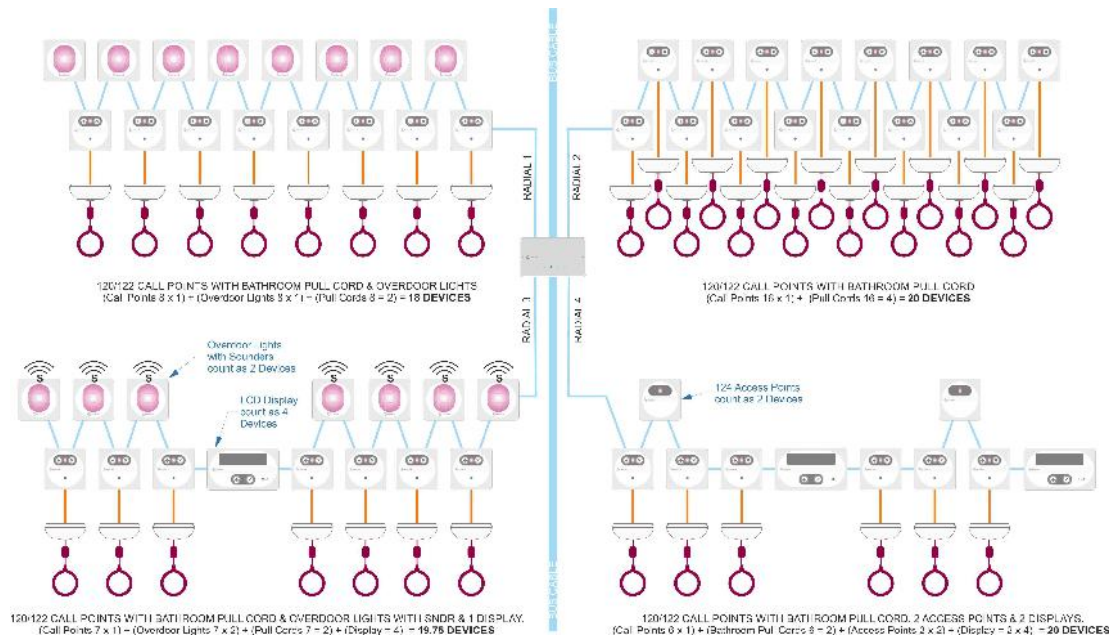 BUS CABLE
RADIAL 1
RADIAL 2
120/122 CALL POINTS WITH BATHROOM PULL CORD & OVERDOOR LIGHTS
(Call Points 8 x 1) + (Overdoor Lights 8 x 1) + (Pull Cords 8 = 2) = 18 DEVICES
120/122 CALL POINTS WITH BATHROOM PULL CORD
(Call Points 16 x 1) + (Pull Cords 16 = 4) = 20 DEVICES
RADIAL 3
RADIAL 4
Overdoor Lights
with Sounders
count as 2 Devices
S S S S S S S
LCD Display
count as 4
Devices
124 Access Points
count as 2 Devices
BUS CABLE
120/122 CALL POINTS WITH BATHROOM PULL CORD & OVERDOOR LIGHTS WITH SNDR & 1 DISPLAY.
(Call Points 7 x 1) + (Overdoor Lights 7 x 2) + (Pull Cords 7 = 2) + (Display = 4) = 19.75 DEVICES
120/122 CALL POINTS WITH BATHROOM PULL CORD, 2 ACCESS POINTS & 2 DISPLAYS.
(Call Points 6 x 1) + (Bathroom Pull Cords 6 = 2) + (Access Points 2 x 2) + (Display = 2 x 4) = 20 DEVICES